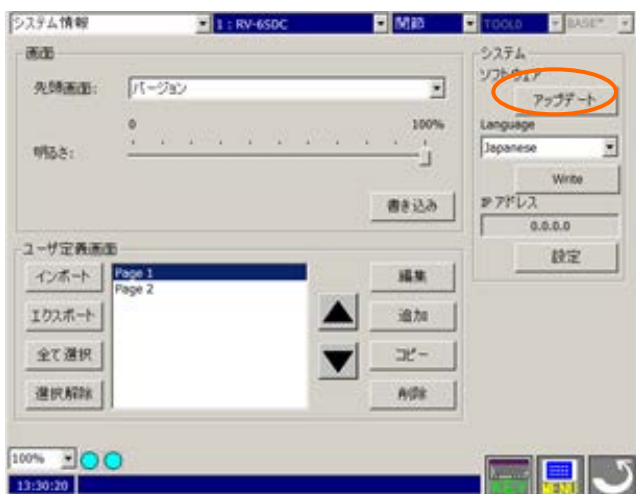 システム情報 1 : RV-6SDC 関節 TOOL0 BASE*
画面
先頭画面: バージョン
0 100%
明るさ:
書き込み
システム
ソフトウェア
アップデート
Language
Japanese
Write
IP アドレス
0.0.0.0
設定
ユーザ定義画面
インポート Page 1 編集
Page 2
エクスポート 追加
全て選択 コピー
選択解除 削除
100%
13:30:20